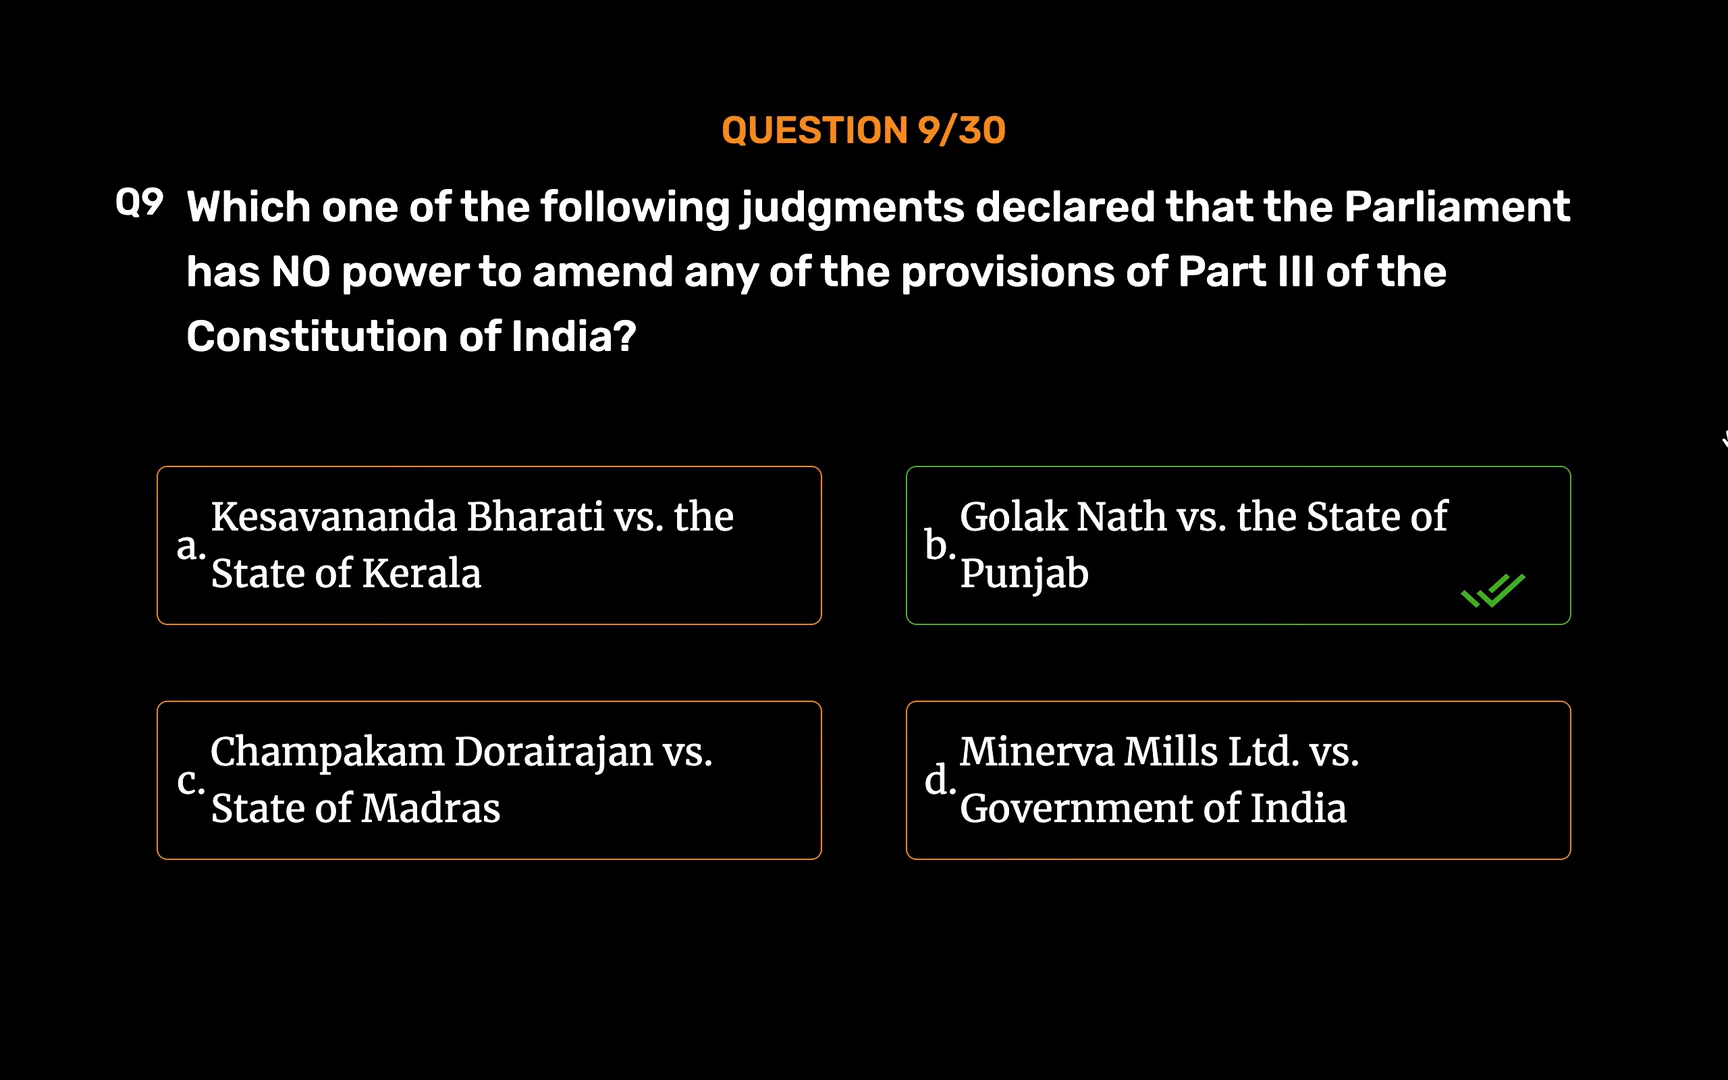 QUESTION 9/30
Q9 Which one of the following judgments declared that the Parliament
has NO power to amend any of the provisions of Part III of the
Constitution of India?
a. Kesavananda Bharati vs. the
State of Kerala
b. Golak Nath vs. the State of
Punjab
c. Champakam Dorairajan vs.
State of Madras
d. Minerva Mills Ltd. vs.
Government of India